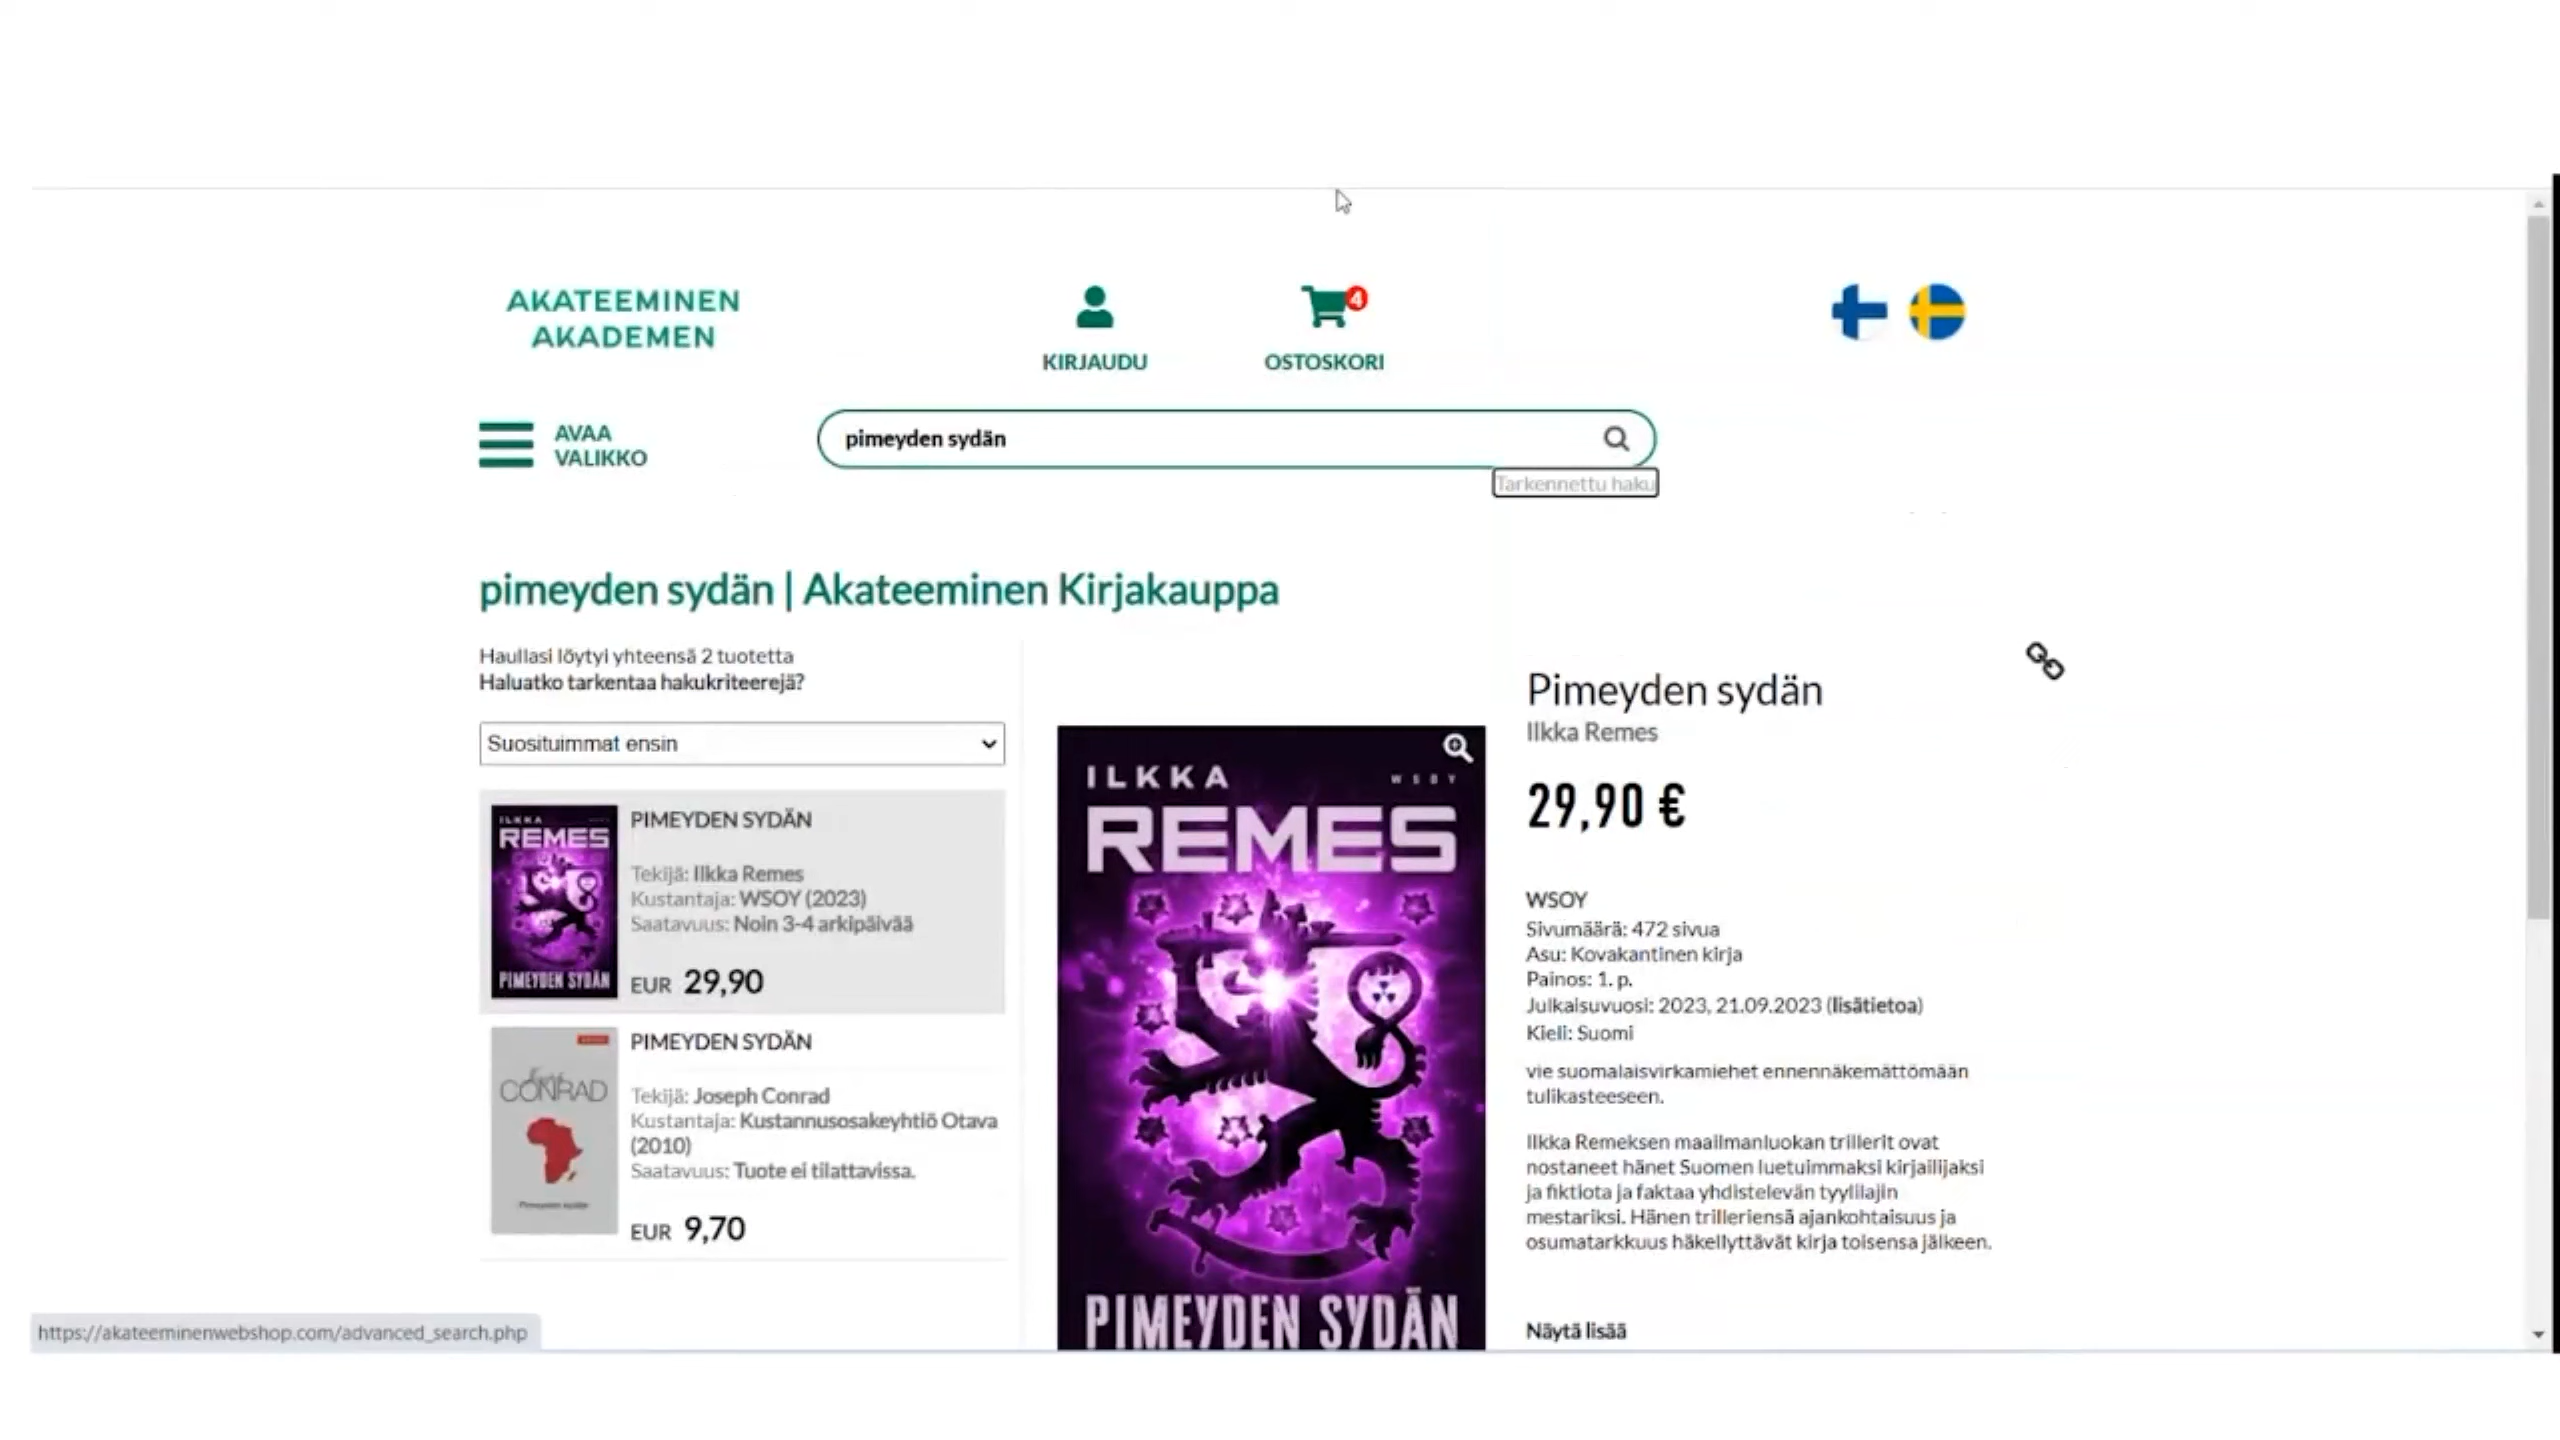 AKATEEMINEN
AKADEMEN
KIRJAUDU
4
OSTOSKORI
AVAA
VALIKKO
pimeyden sydän
Tarkennettu haku
pimeyden sydän | Akateeminen Kirjakauppa
Haullasi löytyi yhteensä 2 tuotetta
Haluatko tarkentaa hakukriteerejä?
Suosituimmat ensin
ILKKA
REMES
PIMEYDEN SYDÄN
PIMEYDEN SYDÄN
Tekijä: Ilkka Remes
Kustantaja: WSOY (2023)
Saatavuus: Noin 3-4 arkipäivää
EUR 29,90
CONRAD
Pimeyden sydän
PIMEYDEN SYDÄN
Tekijä: Joseph Conrad
Kustantaja: Kustannusosakeyhtiö Otava
(2010)
Saatavuus: Tuote ei tilattavissa.
EUR 9,70
ILKKA
WSOY
REMES
PIMEYDEN SYDÄN
Pimeyden sydän
Ilkka Remes
29,90 €
WSOY
Sivumäärä: 472 sivua
Asu: Kovakantinen kirja
Painos: 1. p.
Julkaisuvuosi: 2023, 21.09.2023 (lisätietoa)
Kieli: Suomi
vie suomalaisvirkamiehet ennennäkemättömään
tulikasteeseen.
Ilkka Remeksen maailmanluokan trillerit ovat
nostaneet hänet Suomen luetuimmaksi kirjailijaksi
ja fiktiota ja faktaa yhdistelevän tyylilajin
mestariksi. Hänen trilleriensä ajankohtaisuus ja
osumatarkkuus häkellyttävät kirja toisensa jälkeen.
Näytä lisää
https://akateeminenwebshop.com/advanced_search.php